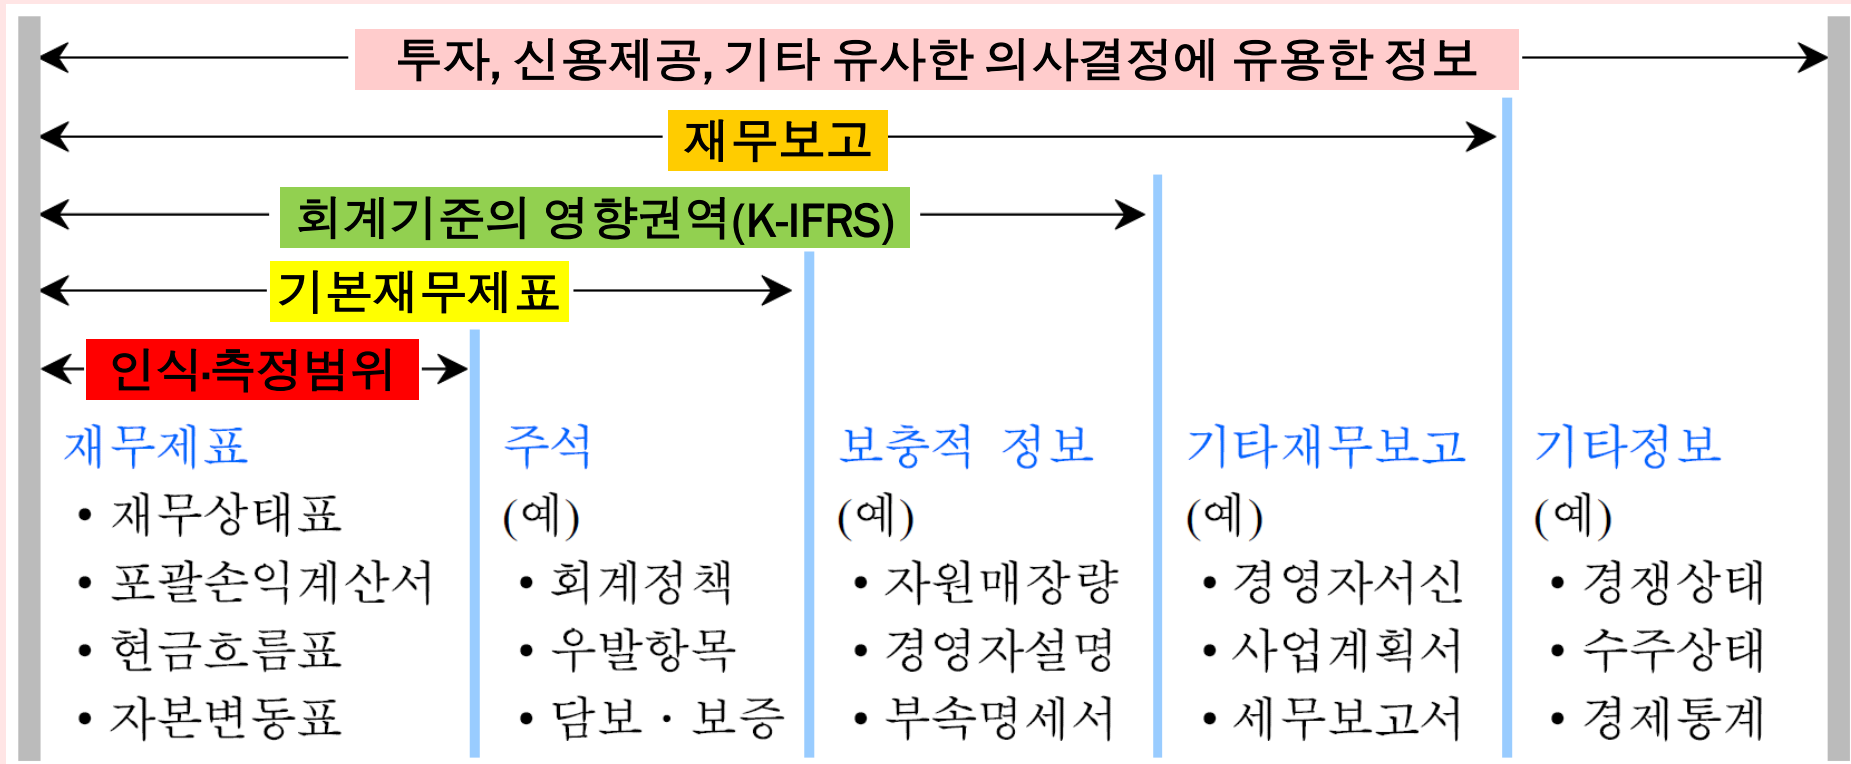 투자, 신용제공, 기타 유사한 의사결정에 유용한 정보
재무보고
회계기준의 영향권역(K-IFRS)
기본재무제표
인식·측정범위
재무제표
• 재무상태표
• 포괄손익계산서
• 현금흐름표
• 자본변동표
주석
(예)
• 회계정책
• 우발항목
• 담보 · 보증
보충적 정보
(예)
• 자원매장량
• 경영자설명
• 부속명세서
기타재무보고
(예)
• 경영자서신
• 사업계획서
• 세무보고서
기타정보
(예)
• 경쟁상태
• 수주상태
• 경제통계